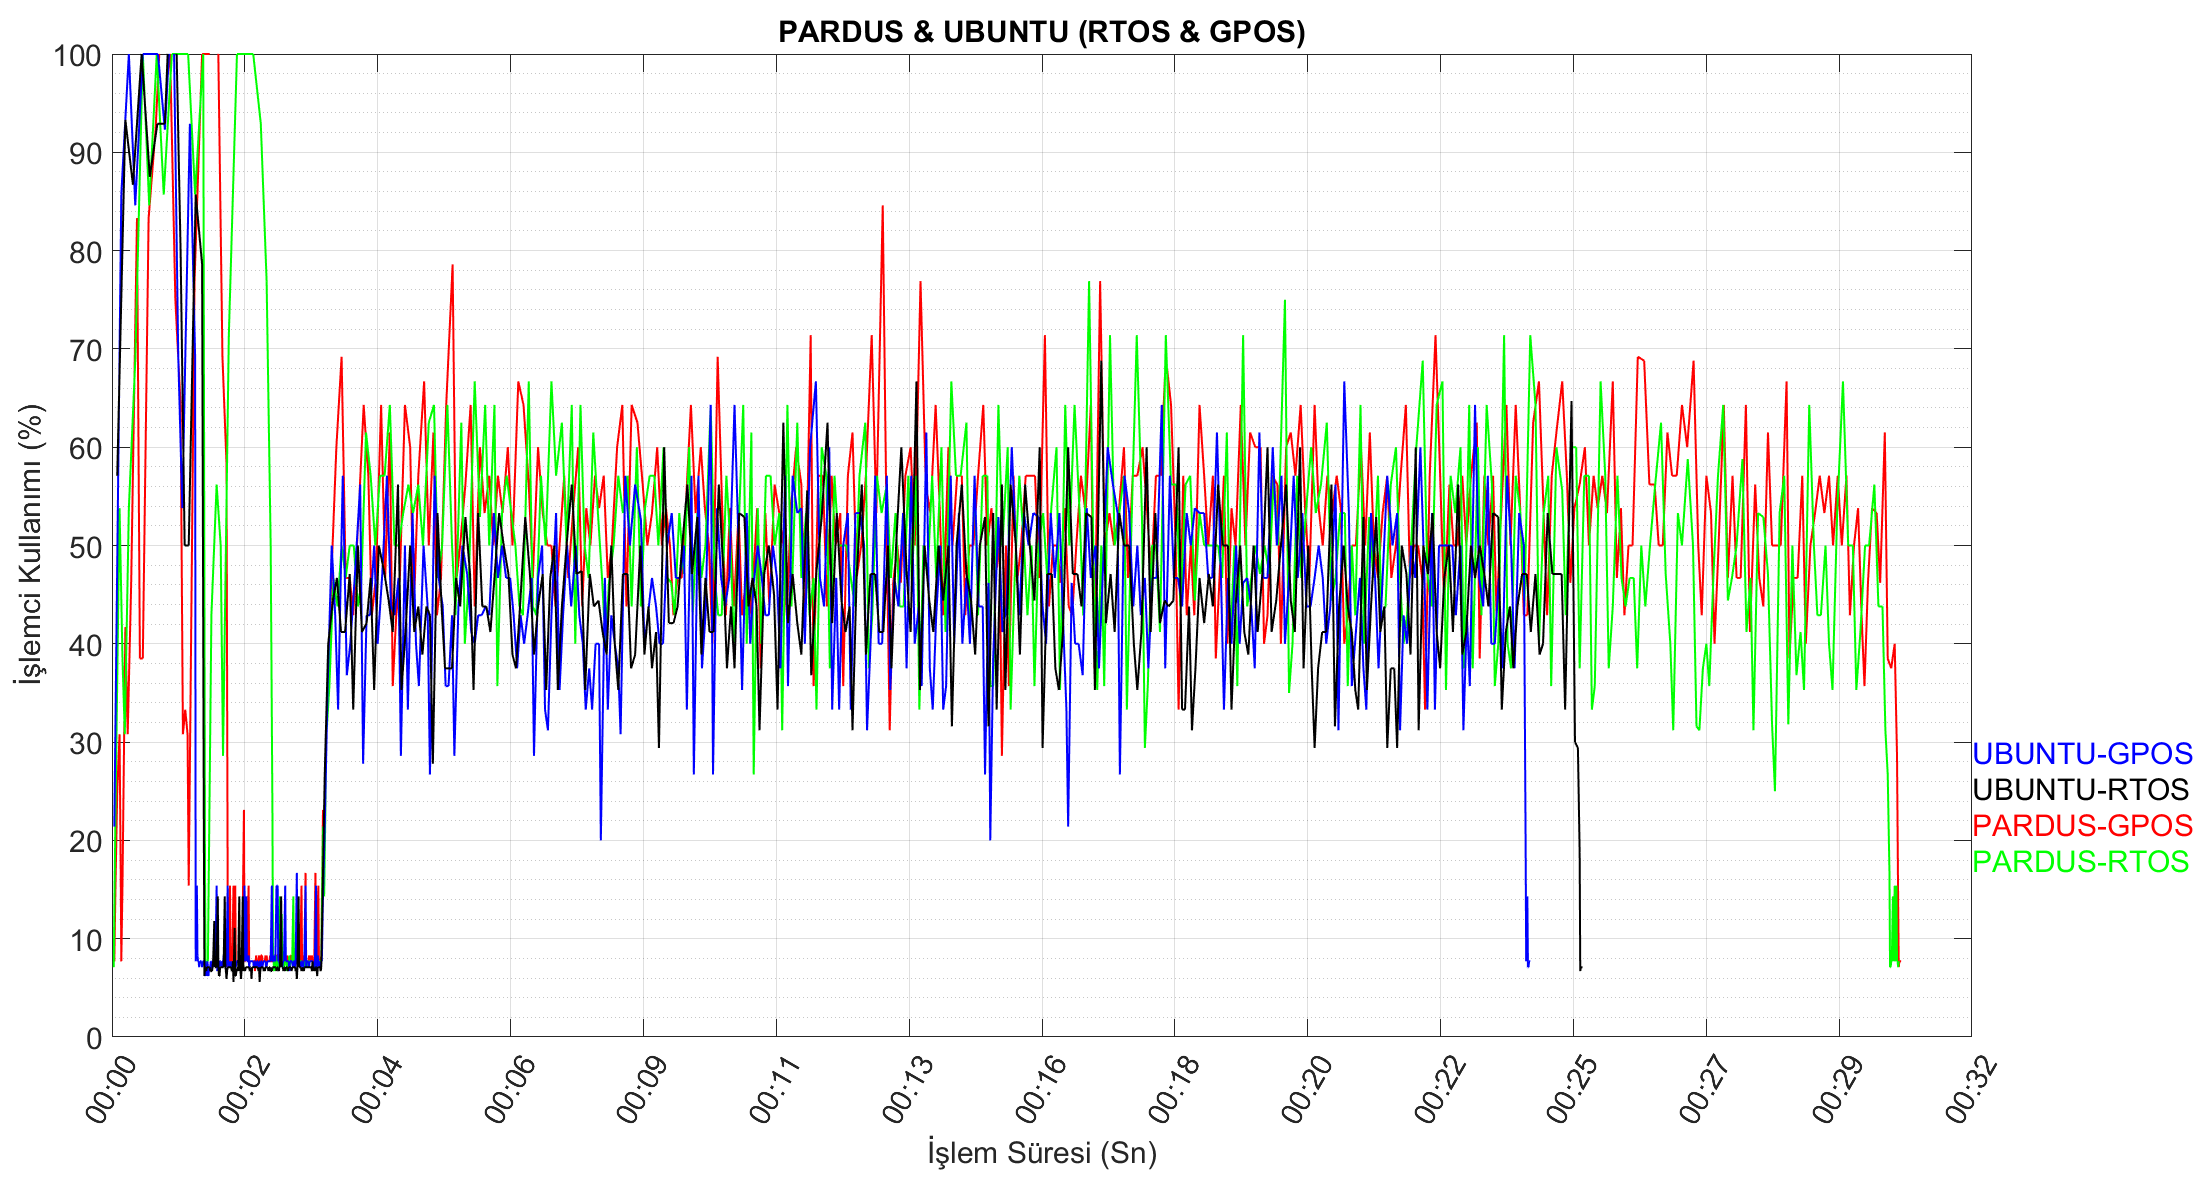 PARDUS & UBUNTU (RTOS & GPOS)
100
90
80
70
60
50
40
30
20
10
0
İşlemci Kullanımı (%)
UBUNTU-GPOS
UBUNTU-RTOS
PARDUS-GPOS
PARDUS-RTOS
00:00 00:02 00:04 00:06 00:09 00:11 00:13 00:16 00:18 00:20 00:22 00:25 00:27 00:29 00:32
İşlem Süresi (Sn)